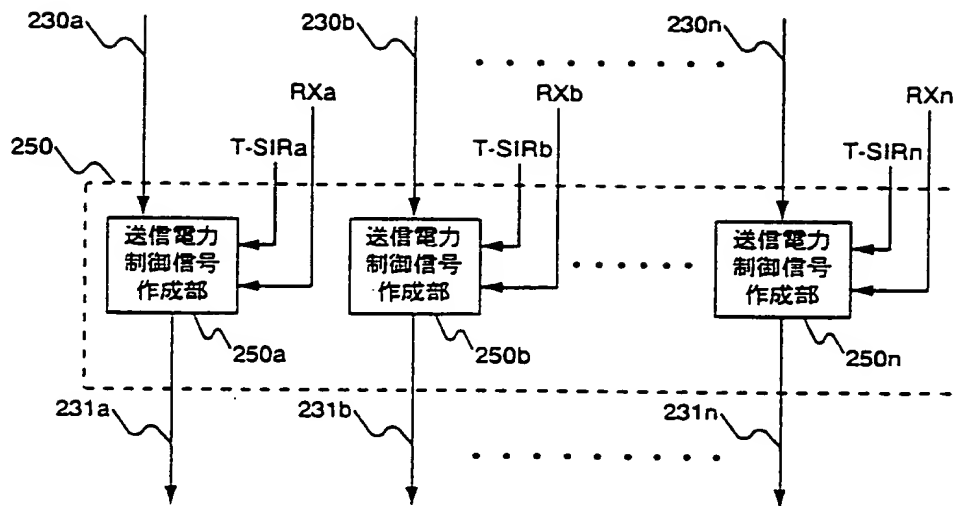 230a
230b
230n
RXa
RXb
RXn
T-SIRa
T-SIRb
T-SIRn
250
送信電力
制御信号
作成部
送信電力
制御信号
作成部
送信電力
制御信号
作成部
250a
250b
250n
231a
231b
231n